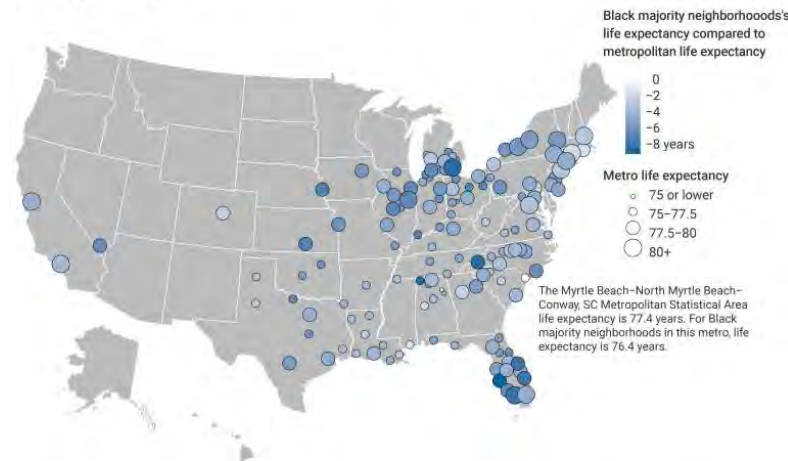 Black majority neighborhooods's
life expectancy compared to
metropolitan life expectancy
0
−2
−4
−6
−8 years
Metro life expectancy
75 or lower
75−77.5
77.5−80
80+
The Myrtle Beach−North Myrtle Beach−
Conway, SC Metropolitan Statistical Area
life expectancy is 77.4 years. For Black
majority neighborhoods in this metro, life
expectancy is 76.4 years.